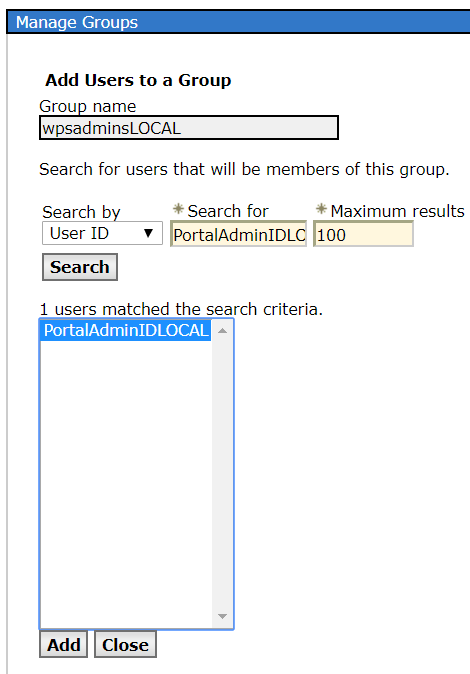 Manage Groups
Add Users to a Group
Group name
wpsadminsLOCAL
Search for users that will be members of this group.
Search by Search for Maximum results
User ID PortalAdminIDLO 100
Search
1 users matched the search criteria.
PortalAdminIDLOCAL
Add Close